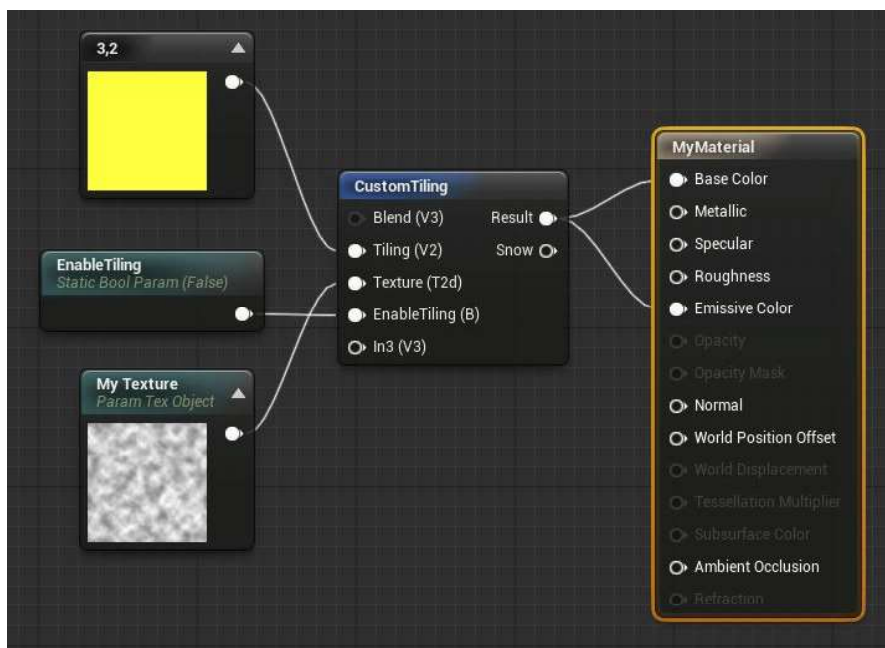 3,2
EnableTiling
Static Bool Param (False)
My Texture
Param Tex Object
CustomTiling
Blend (V3)
Result
Tiling (V2)
Snow
Texture (T2d)
EnableTiling (B)
In3 (V3)
MyMaterial
Base Color
Metallic
Specular
Roughness
Emissive Color
Opacity
Opacity Mask
Normal
World Position Offset
World Displacement
Tessellation Multiplier
Subsurface Color
Ambient Occlusion
Refraction